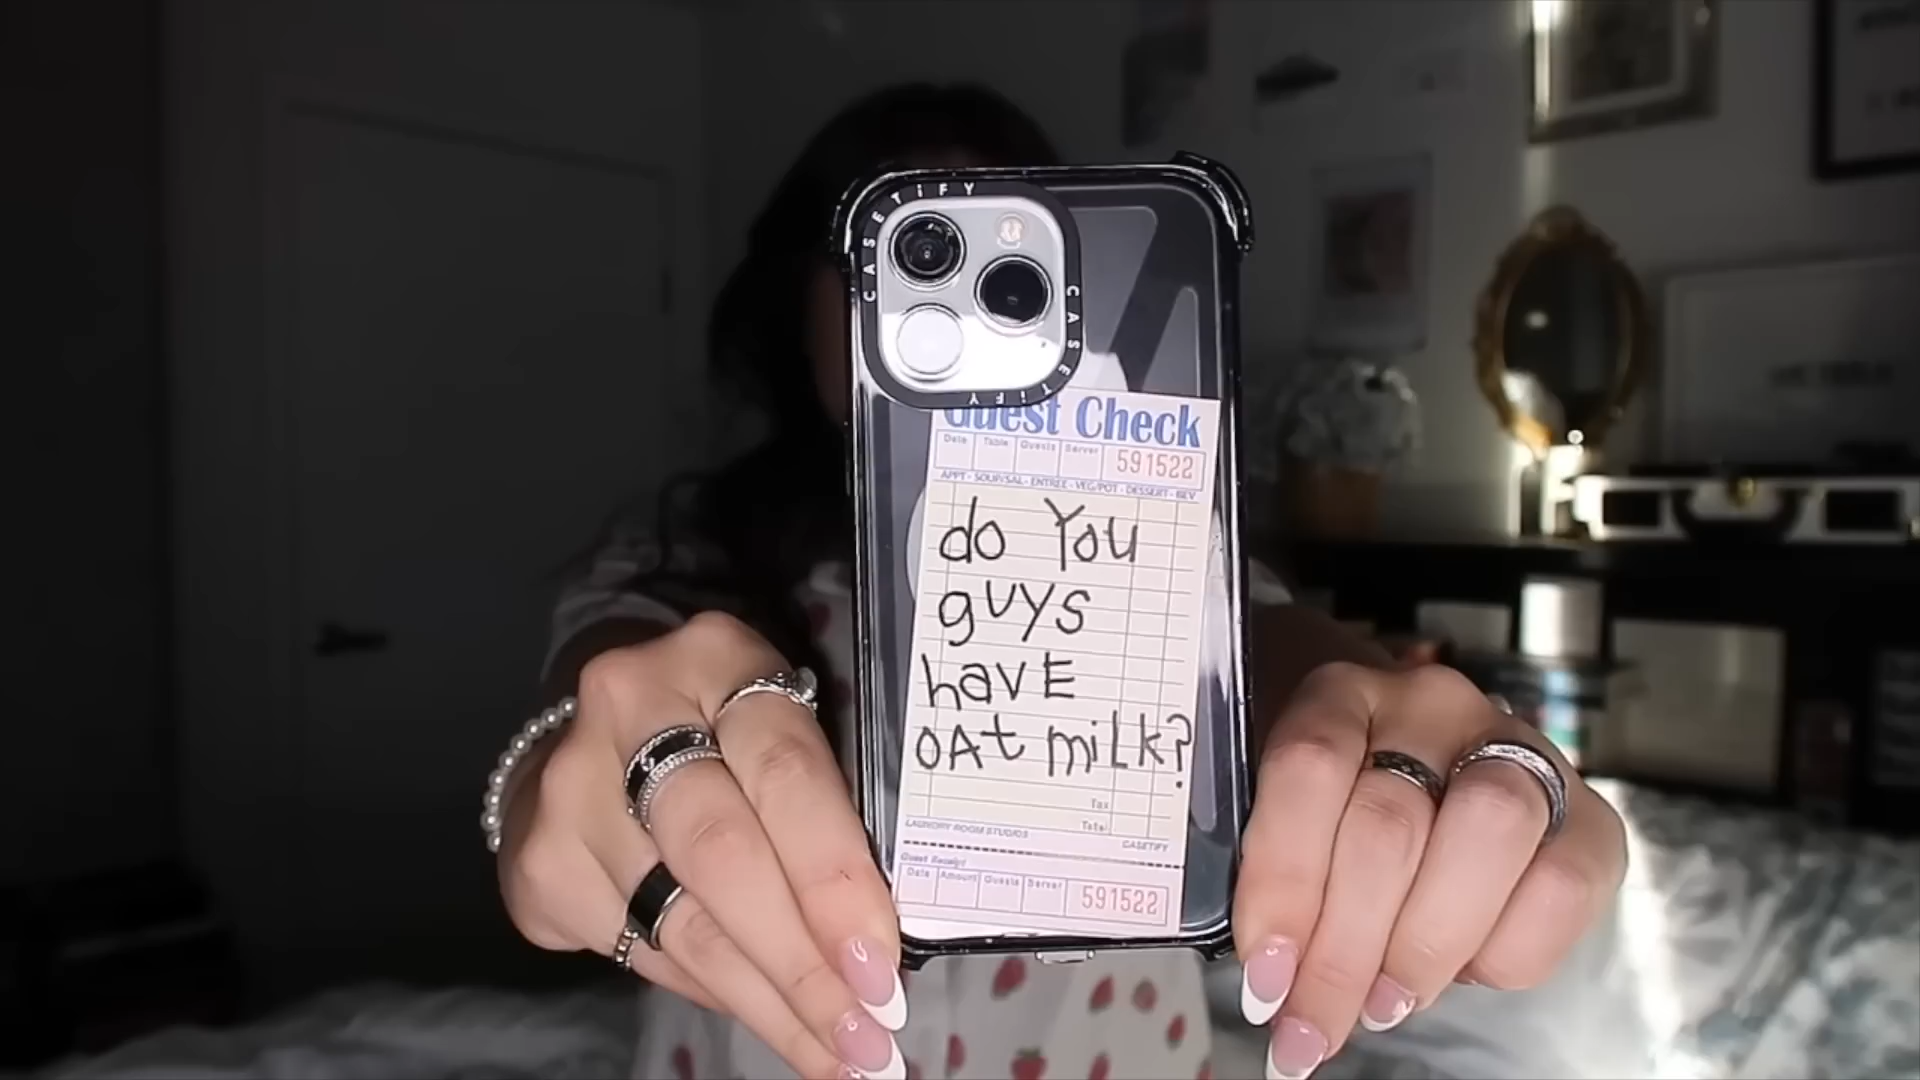 CASETiFY
CASETiFY
Guest Check
Date Table Guests Server 591522
APPT - SOUP/SAL - ENTREE - VEG/POT - DESSERT - BEV
do You
guys
havE
OAt miLk?
Tax
Total
LAUNDRY ROOM STUDIOS CASETIFY
Guest Receipt
Date Amount Guests Server 591522